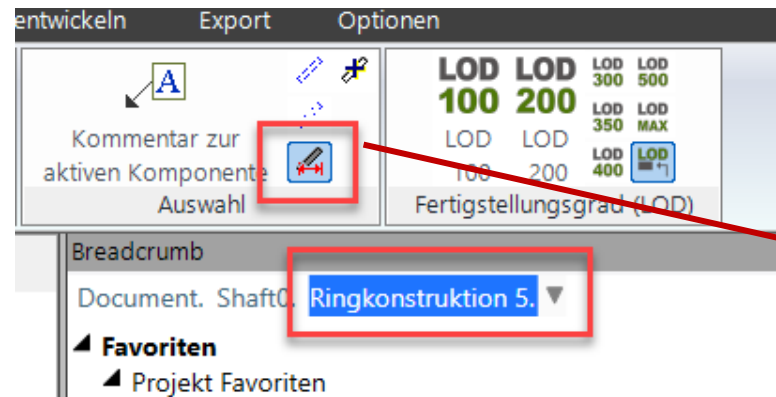 entwickeln Export Optionen
A
Kommentar zur
aktiven Komponente
Auswahl
LOD 100
LOD 200
LOD 300
LOD 500
LOD 350
LOD MAX
LOD 400
LOD
LOD 100
LOD 200
Fertigstellungsgrad (LOD)
Breadcrumb
Document. Shaft0. Ringkonstruktion 5.
Favoriten
Projekt Favoriten